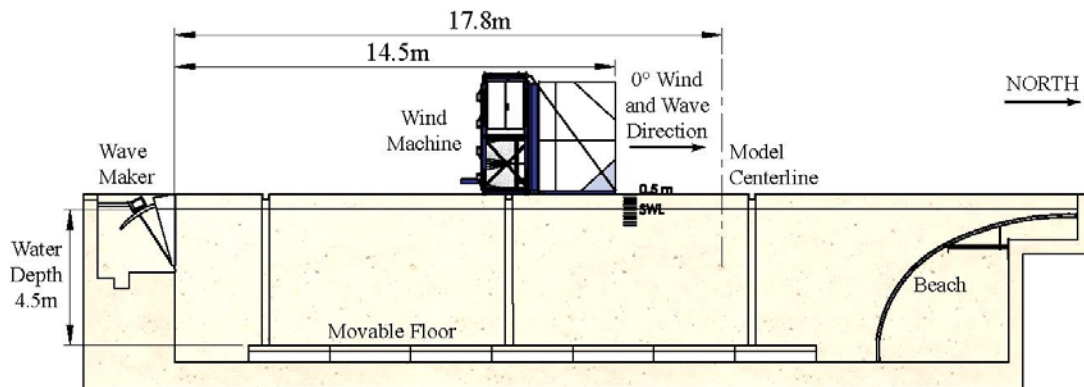 17.8m
14.5m
Wind
Machine
0° Wind
and Wave
Direction
NORTH
Wave
Maker
Model
Centerline
0.5 m
SWL
Water
Depth
4.5m
Movable Floor
Beach